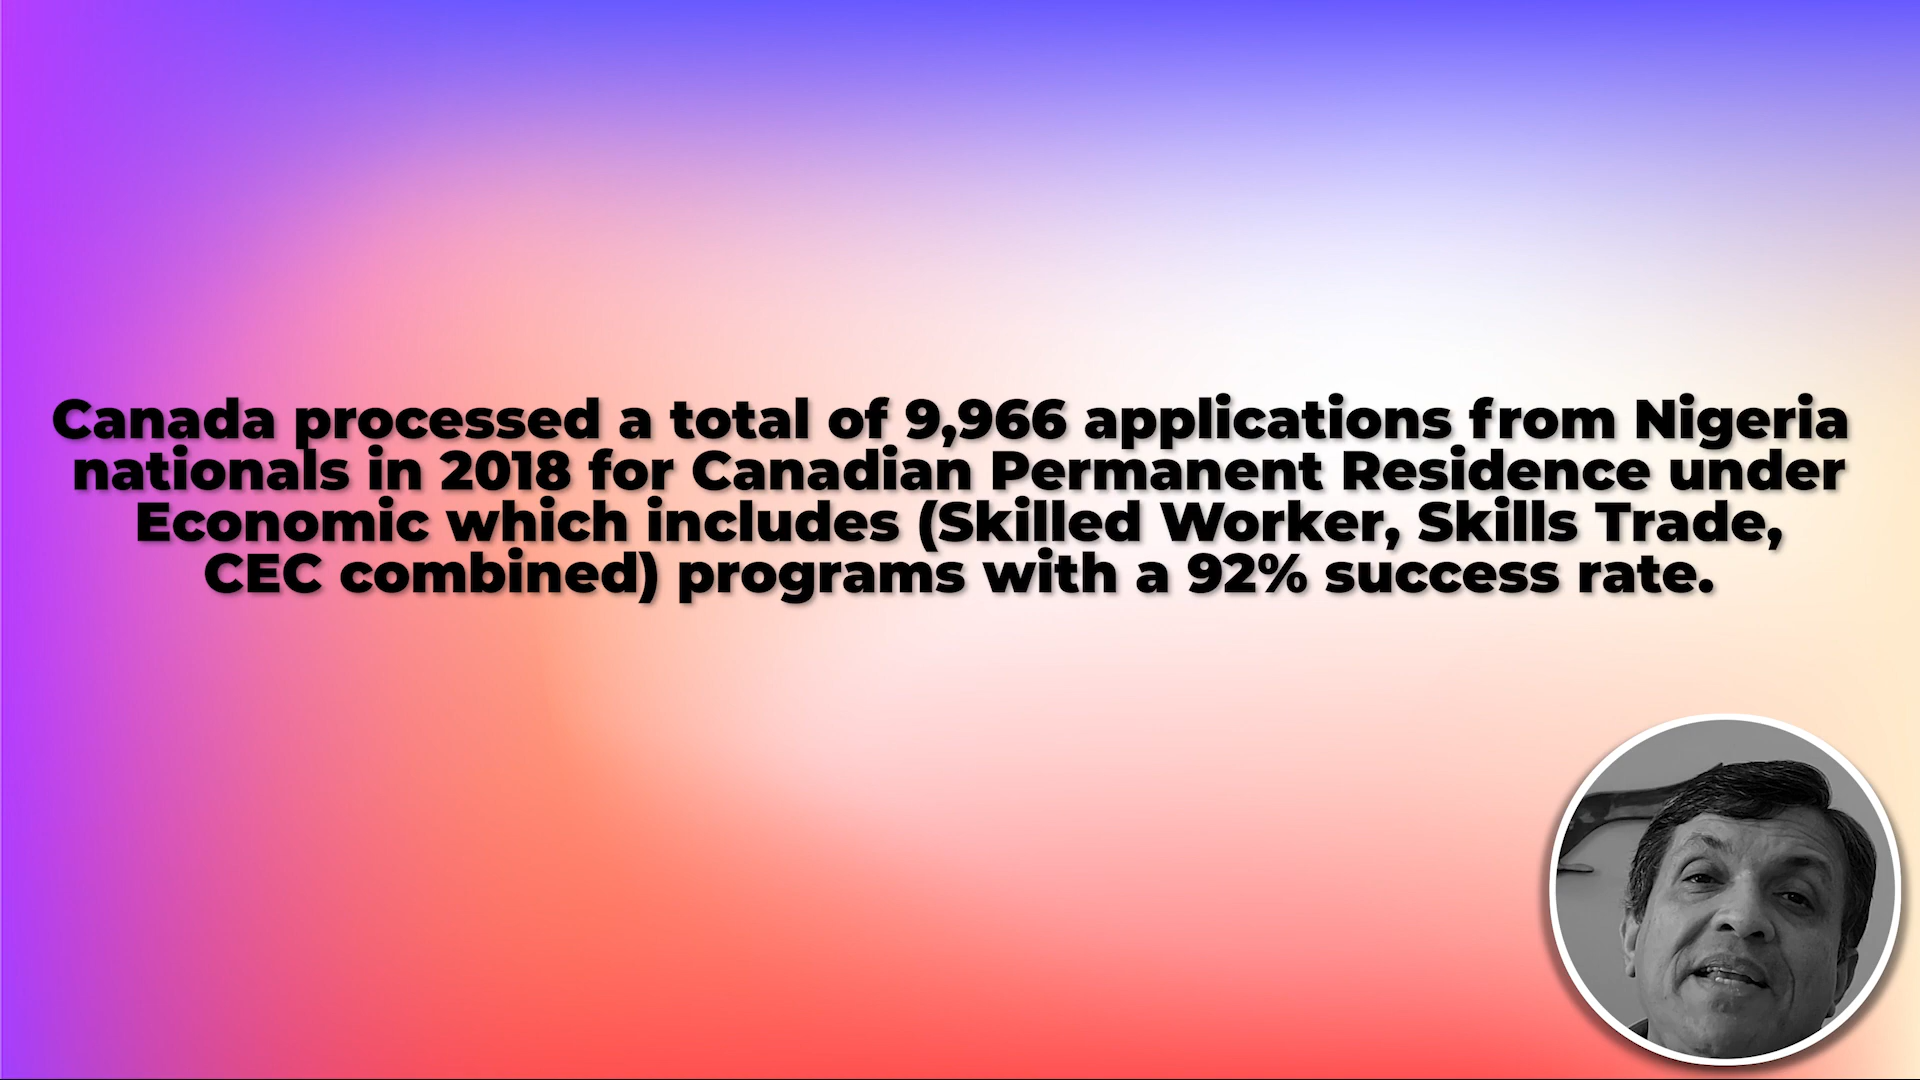 Canada processed a total of 9,966 applications from Nigeria
nationals in 2018 for Canadian Permanent Residence under
Economic which includes (Skilled Worker, Skills Trade,
CEC combined) programs with a 92% success rate.